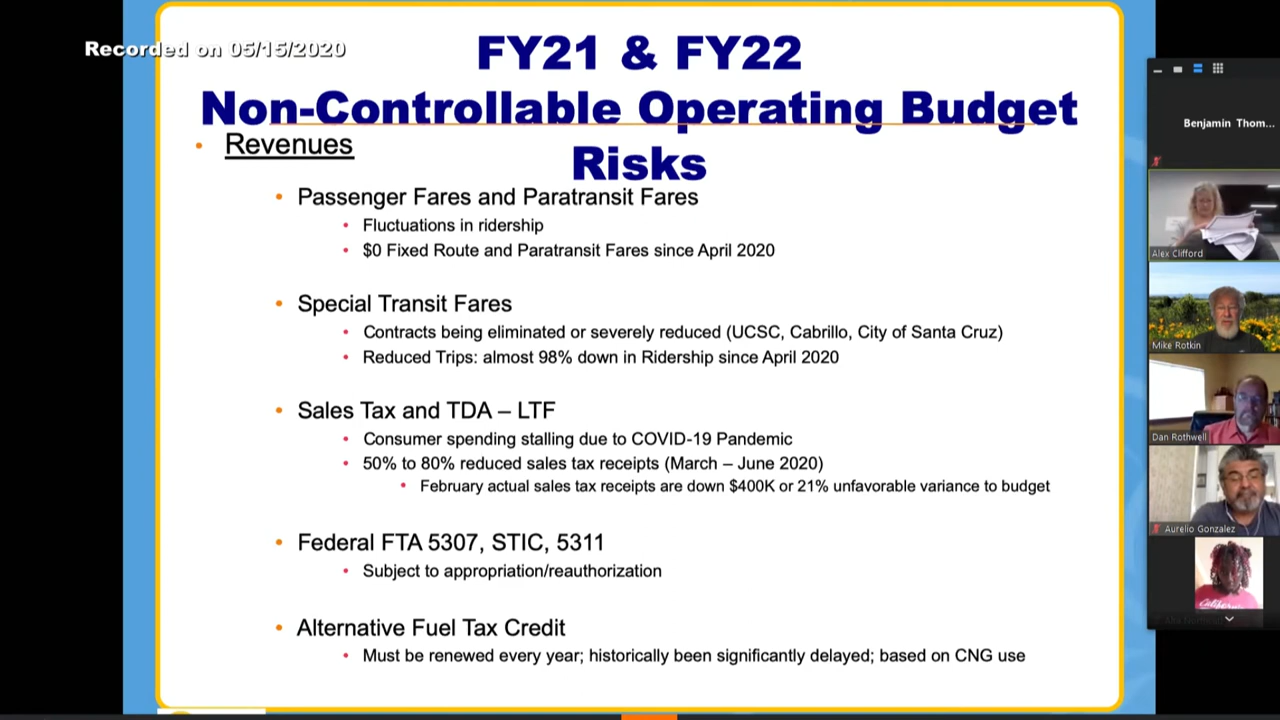 Recorded on 05/15/2020
FY21 & FY22
Non-Controllable Operating Budget
Risks
• Revenues
• Passenger Fares and Paratransit Fares
• Fluctuations in ridership
• $0 Fixed Route and Paratransit Fares since April 2020
• Special Transit Fares
• Contracts being eliminated or severely reduced (UCSC, Cabrillo, City of Santa Cruz)
• Reduced Trips: almost 98% down in Ridership since April 2020
• Sales Tax and TDA – LTF
• Consumer spending stalling due to COVID-19 Pandemic
• 50% to 80% reduced sales tax receipts (March – June 2020)
• February actual sales tax receipts are down $400K or 21% unfavorable variance to budget
• Federal FTA 5307, STIC, 5311
• Subject to appropriation/reauthorization
• Alternative Fuel Tax Credit
• Must be renewed every year; historically been significantly delayed; based on CNG use
Benjamin Thom...
Alex Clifford
Mike Rotkin
Dan Rothwell
Aurelio Gonzalez